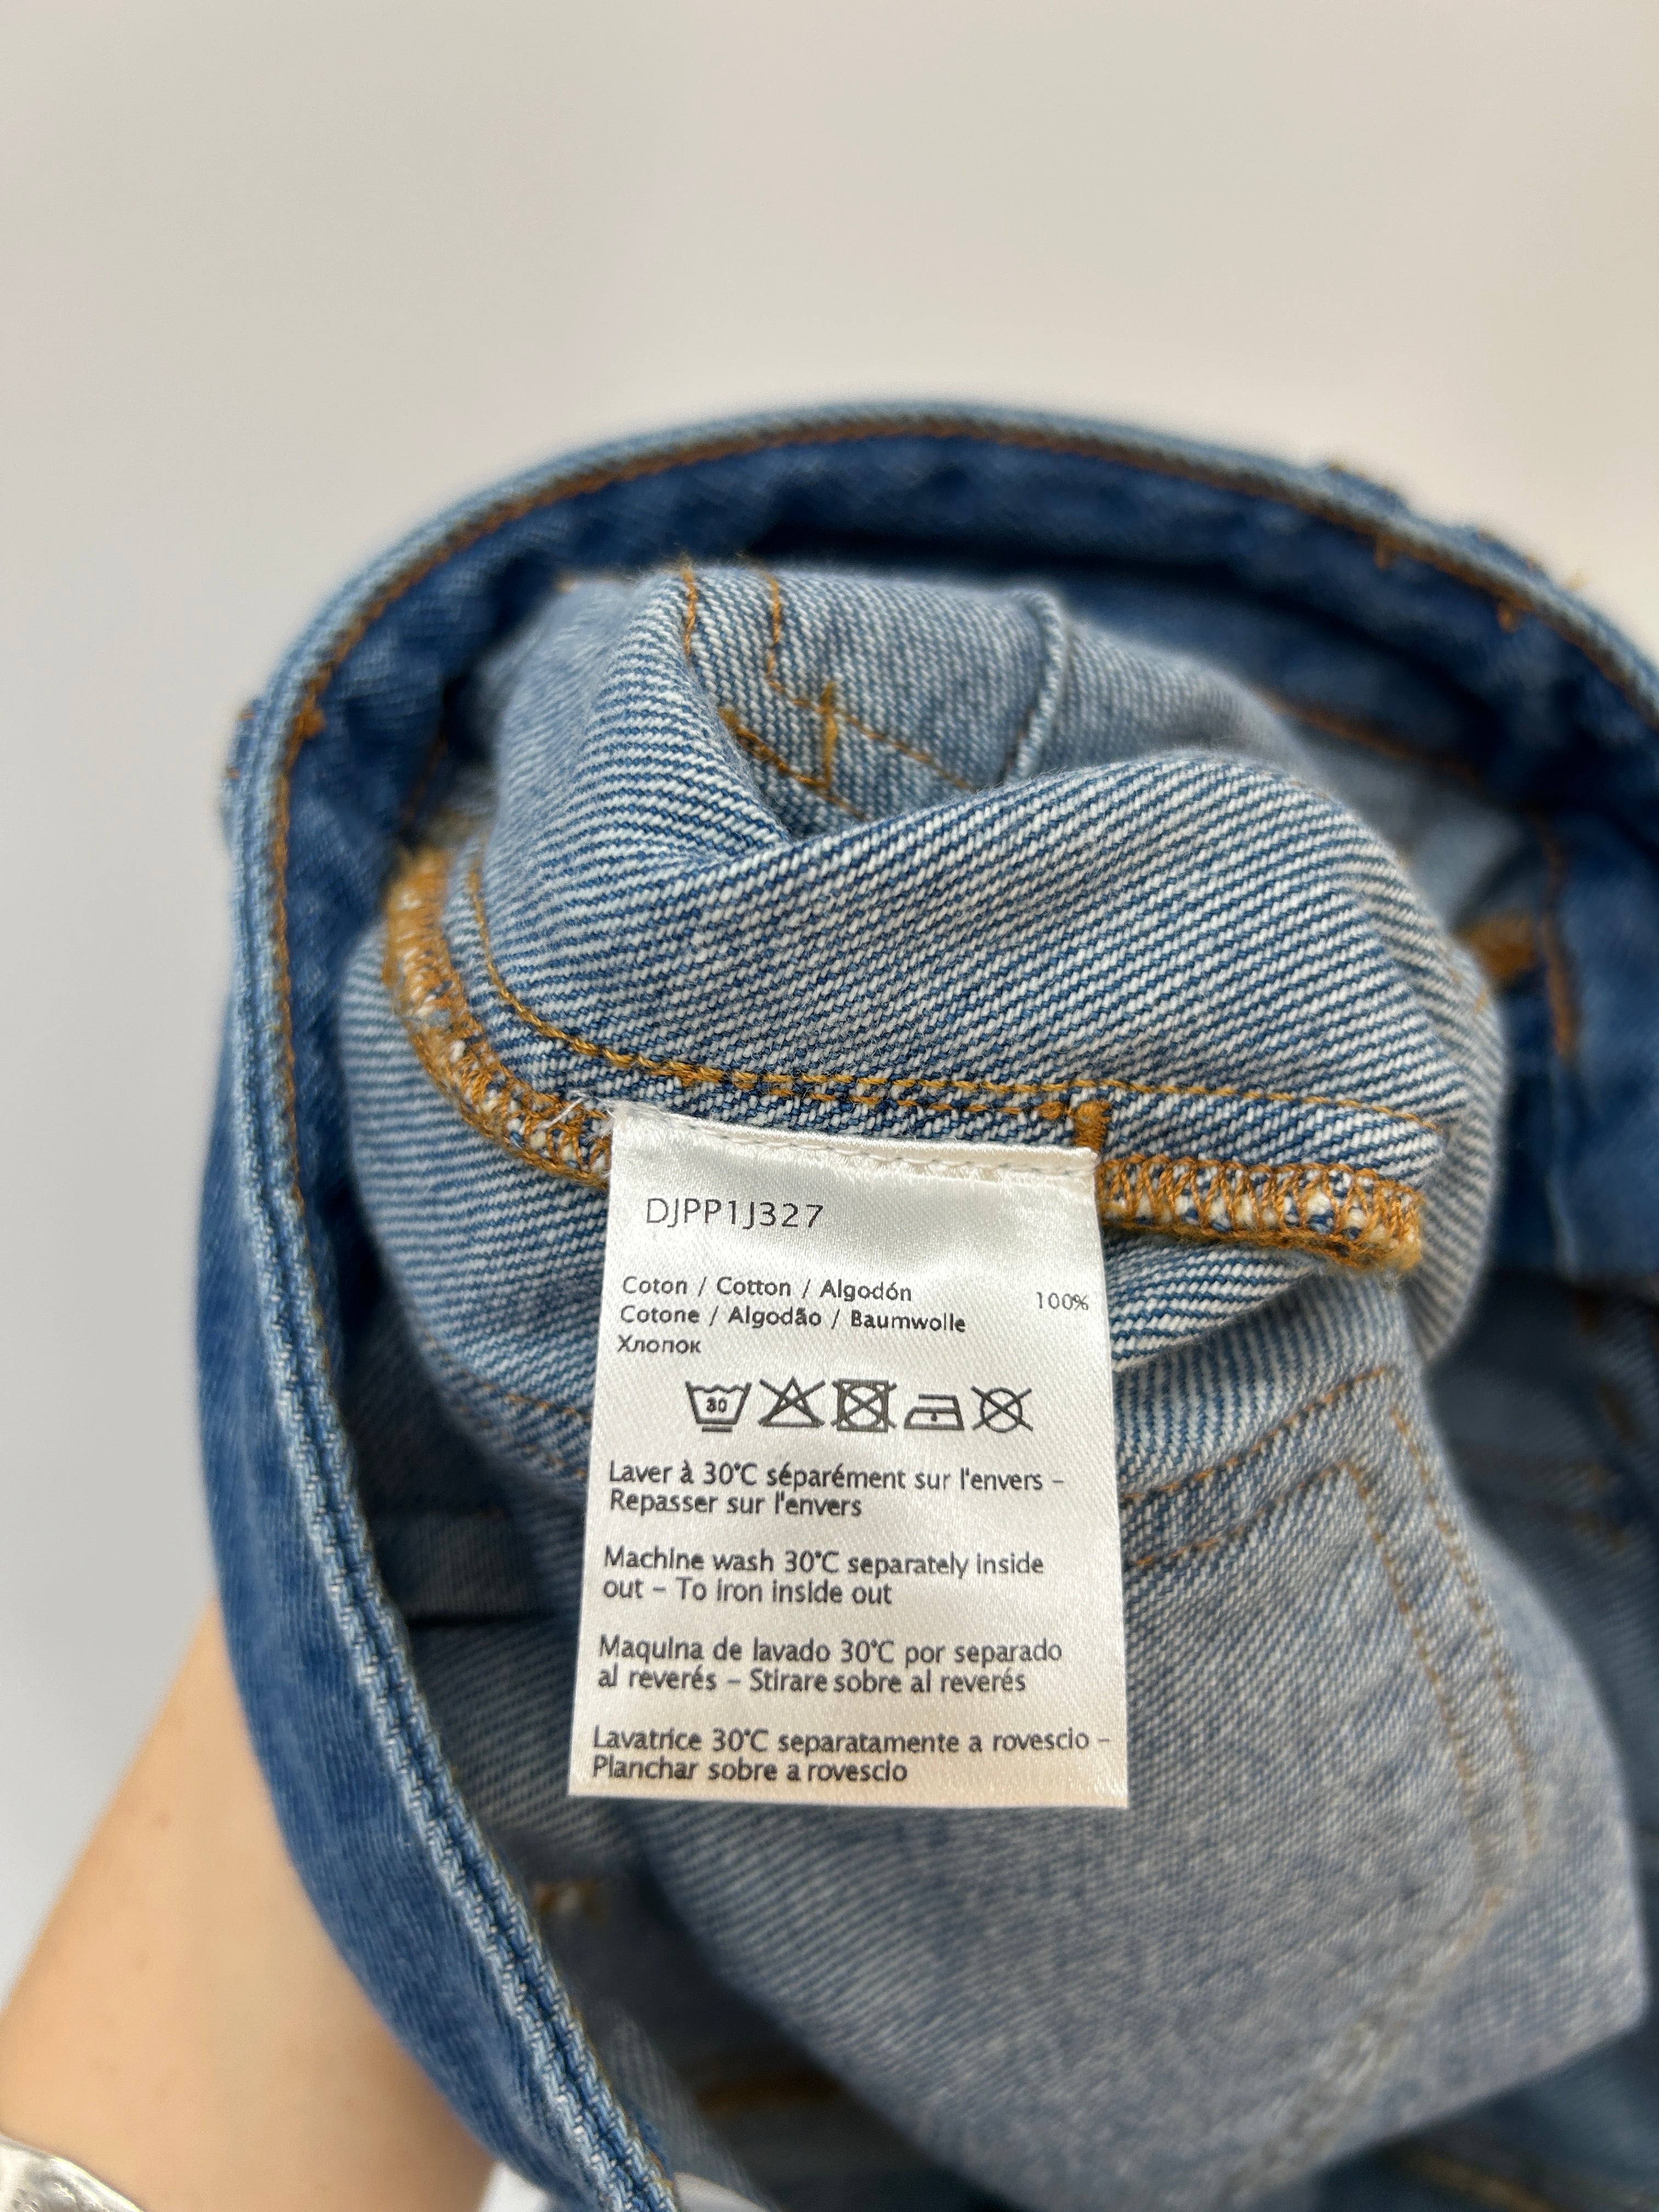 DJPP1J327
Coton / Cotton / Algodón
100%
Cotone / Algodão / Baumwolle
Хлопок
30
Laver à 30°C séparément sur l'envers –
Repasser sur l'envers
Machine wash 30°C separately inside
out – To iron inside out
Maquina de lavado 30°C por separado
al reverés – Stirare sobre al reverés
Lavatrice 30°C separatamente a rovescio –
Planchar sobre a rovescio